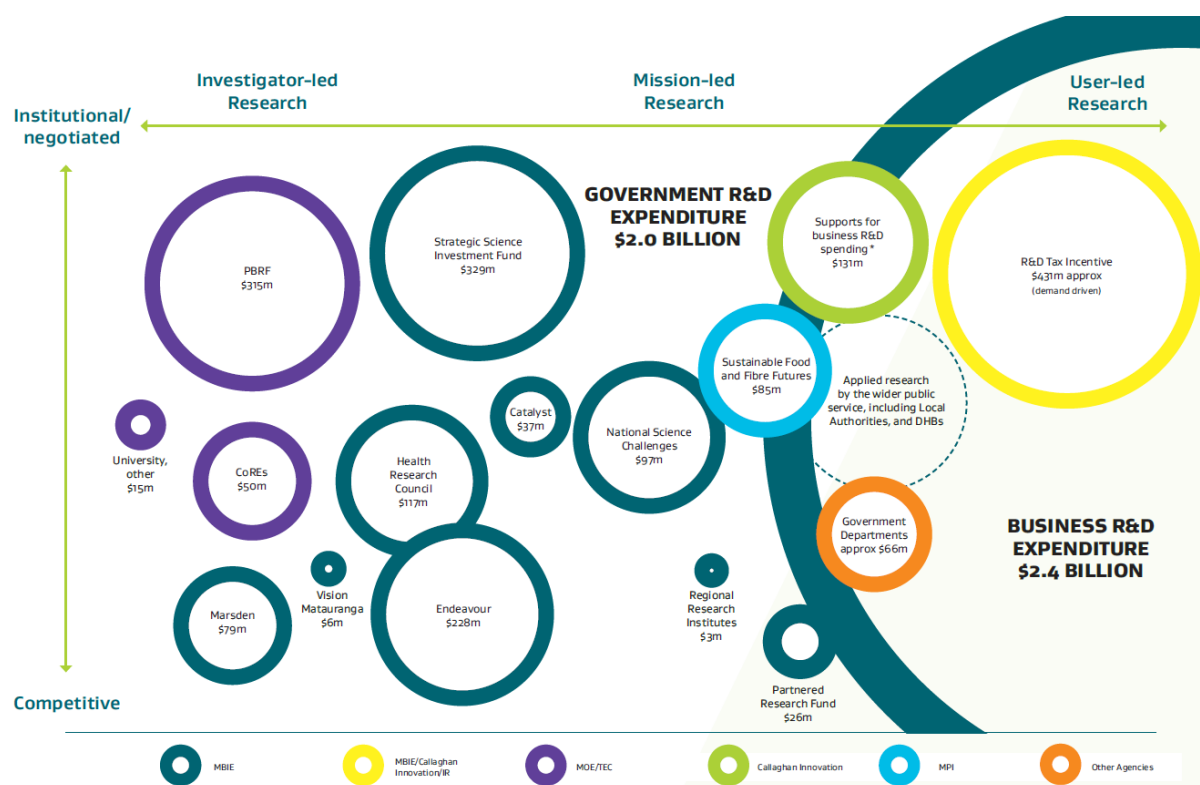 Investigator-led
Research
Mission-led
Research
User-led
Research
Institutional/
negotiated
GOVERNMENT R&D
EXPENDITURE
$2.0 BILLION
PBRF
$315m
Strategic Science
Investment Fund
$329m
Supports for
business R&D
spending*
$131m
R&D Tax Incentive
$431m approx
(demand driven)
Sustainable Food
and Fibre Futures
$85m
Applied research
by the wider public
service, including Local
Authorities, and DHBs
Catalyst
$37m
National Science
Challenges
$97m
University,
other
$15m
CoREs
$50m
Health
Research
Council
$117m
Government
Departments
approx $66m
BUSINESS R&D
EXPENDITURE
$2.4 BILLION
Vision
Matauranga
$6m
Marsden
$79m
Endeavour
$228m
Regional
Research
Institutes
$3m
Partnered
Research Fund
$26m
Competitive
MBIE
MBIE/Callaghan
Innovation/IR
MOE/TEC
Callaghan Innovation
MPI
Other Agencies